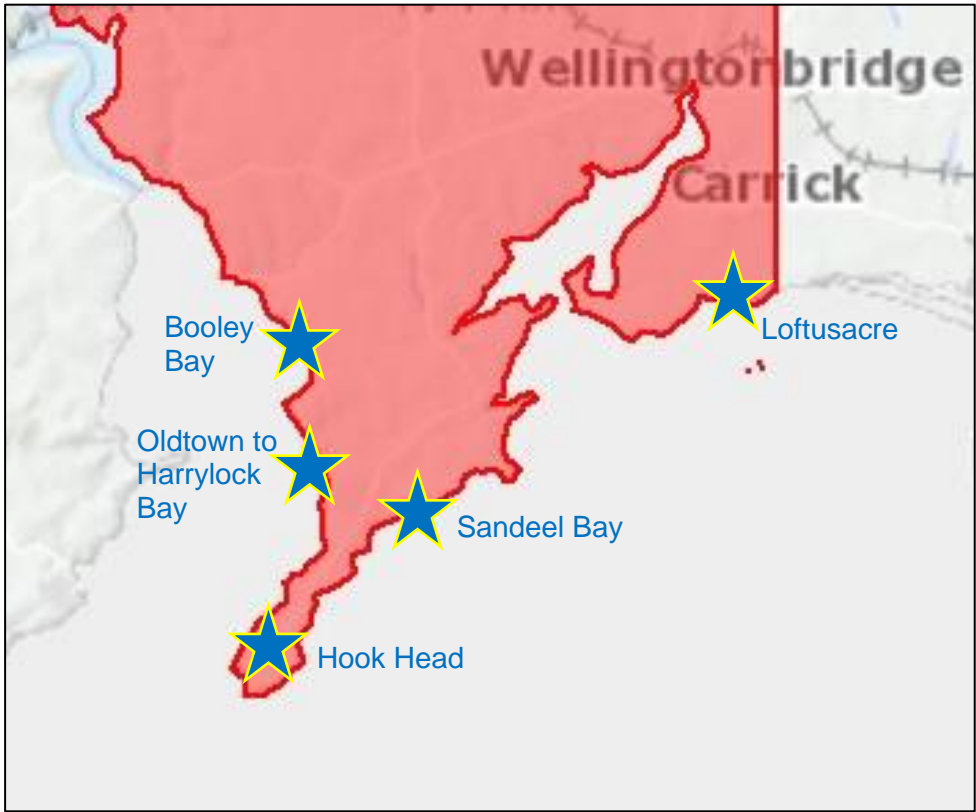 Wellingtonbridge
Carrick
Booley
Bay
Loftusacre
Oldtown to
Harrylock
Bay
Sandeel Bay
Hook Head